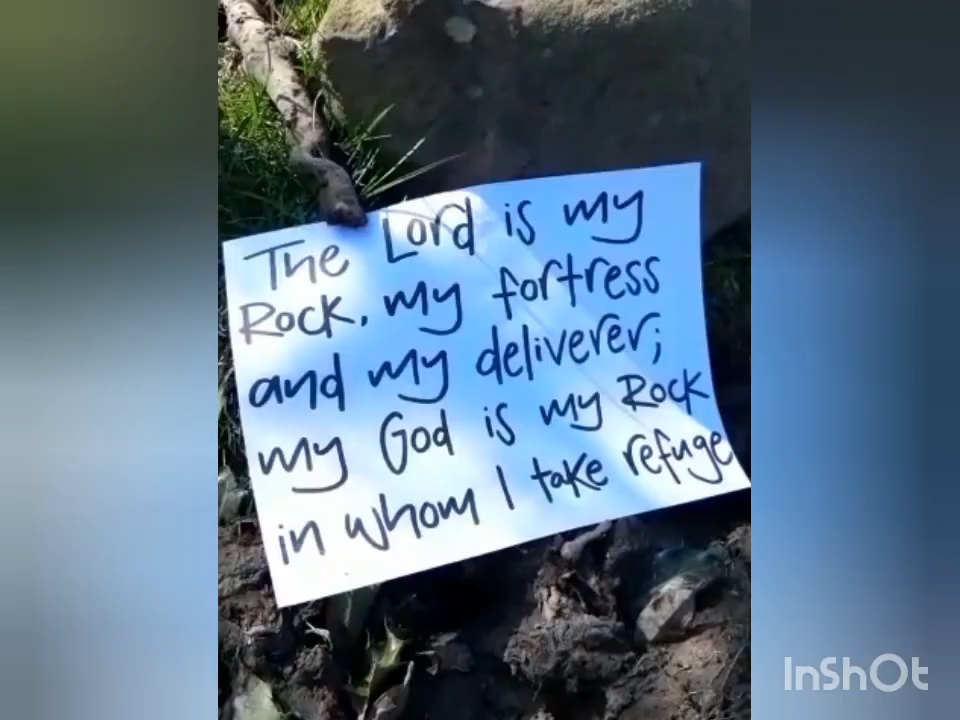 The Lord is my
Rock, my fortress
and my deliverer;
my God is my Rock
in whom I take refuge
InShOt